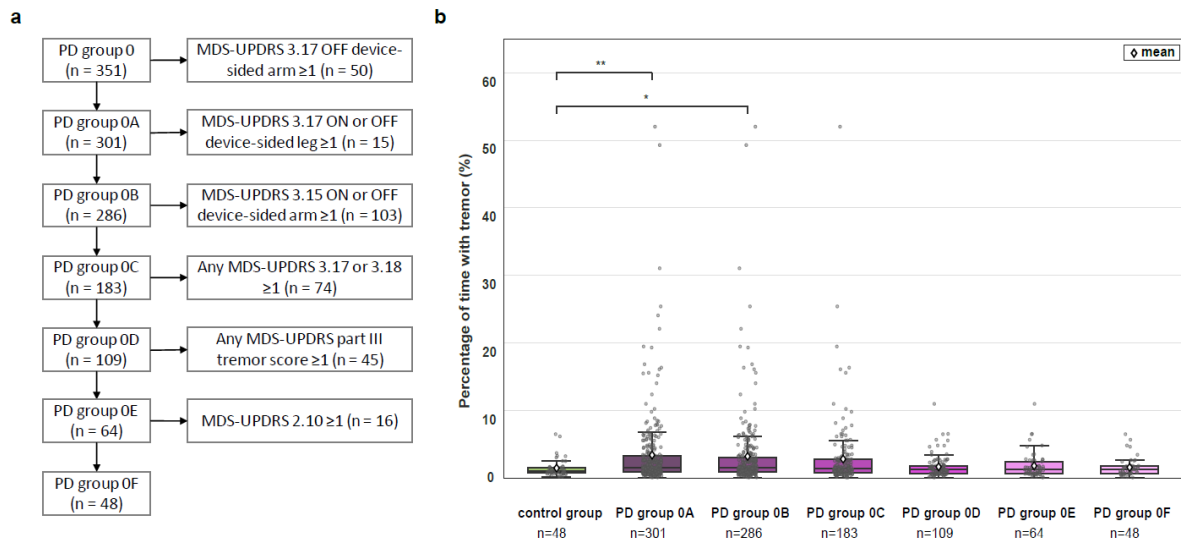 a
PD group 0
(n = 351)
MDS-UPDRS 3.17 OFF device-
sided arm ≥1 (n = 50)
PD group 0A
(n = 301)
MDS-UPDRS 3.17 ON or OFF
device-sided leg ≥1 (n = 15)
PD group 0B
(n = 286)
MDS-UPDRS 3.15 ON or OFF
device-sided arm ≥1 (n = 103)
PD group 0C
(n = 183)
Any MDS-UPDRS 3.17 or 3.18
≥1 (n = 74)
PD group 0D
(n = 109)
Any MDS-UPDRS part III
tremor score ≥1 (n = 45)
PD group 0E
(n = 64)
MDS-UPDRS 2.10 ≥1 (n = 16)
PD group 0F
(n = 48)
b
mean
**
*
Percentage of time with tremor (%)
60
50
40
30
20
10
0
control group PD group 0A PD group 0B PD group 0C PD group 0D PD group 0E PD group 0F
n=48 n=301 n=286 n=183 n=109 n=64 n=48